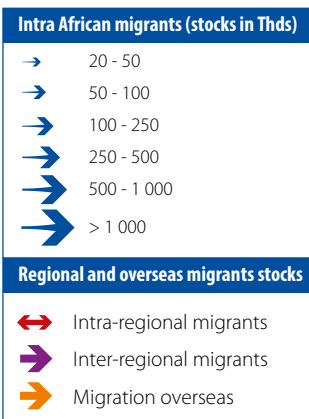 Intra African migrants (stocks in Thds)
20 - 50
50 - 100
100 - 250
250 - 500
500 - 1 000
> 1 000
Regional and overseas migrants stocks
Intra-regional migrants
Inter-regional migrants
Migration overseas